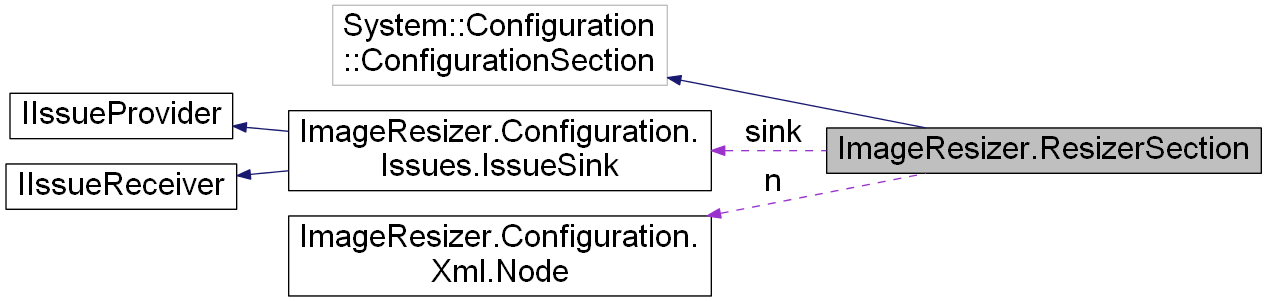 System::Configuration
::ConfigurationSection
IIssueProvider
ImageResizer.Configuration.
Issues.IssueSink
sink
ImageResizer.ResizerSection
IIssueReceiver
n
ImageResizer.Configuration.
Xml.Node